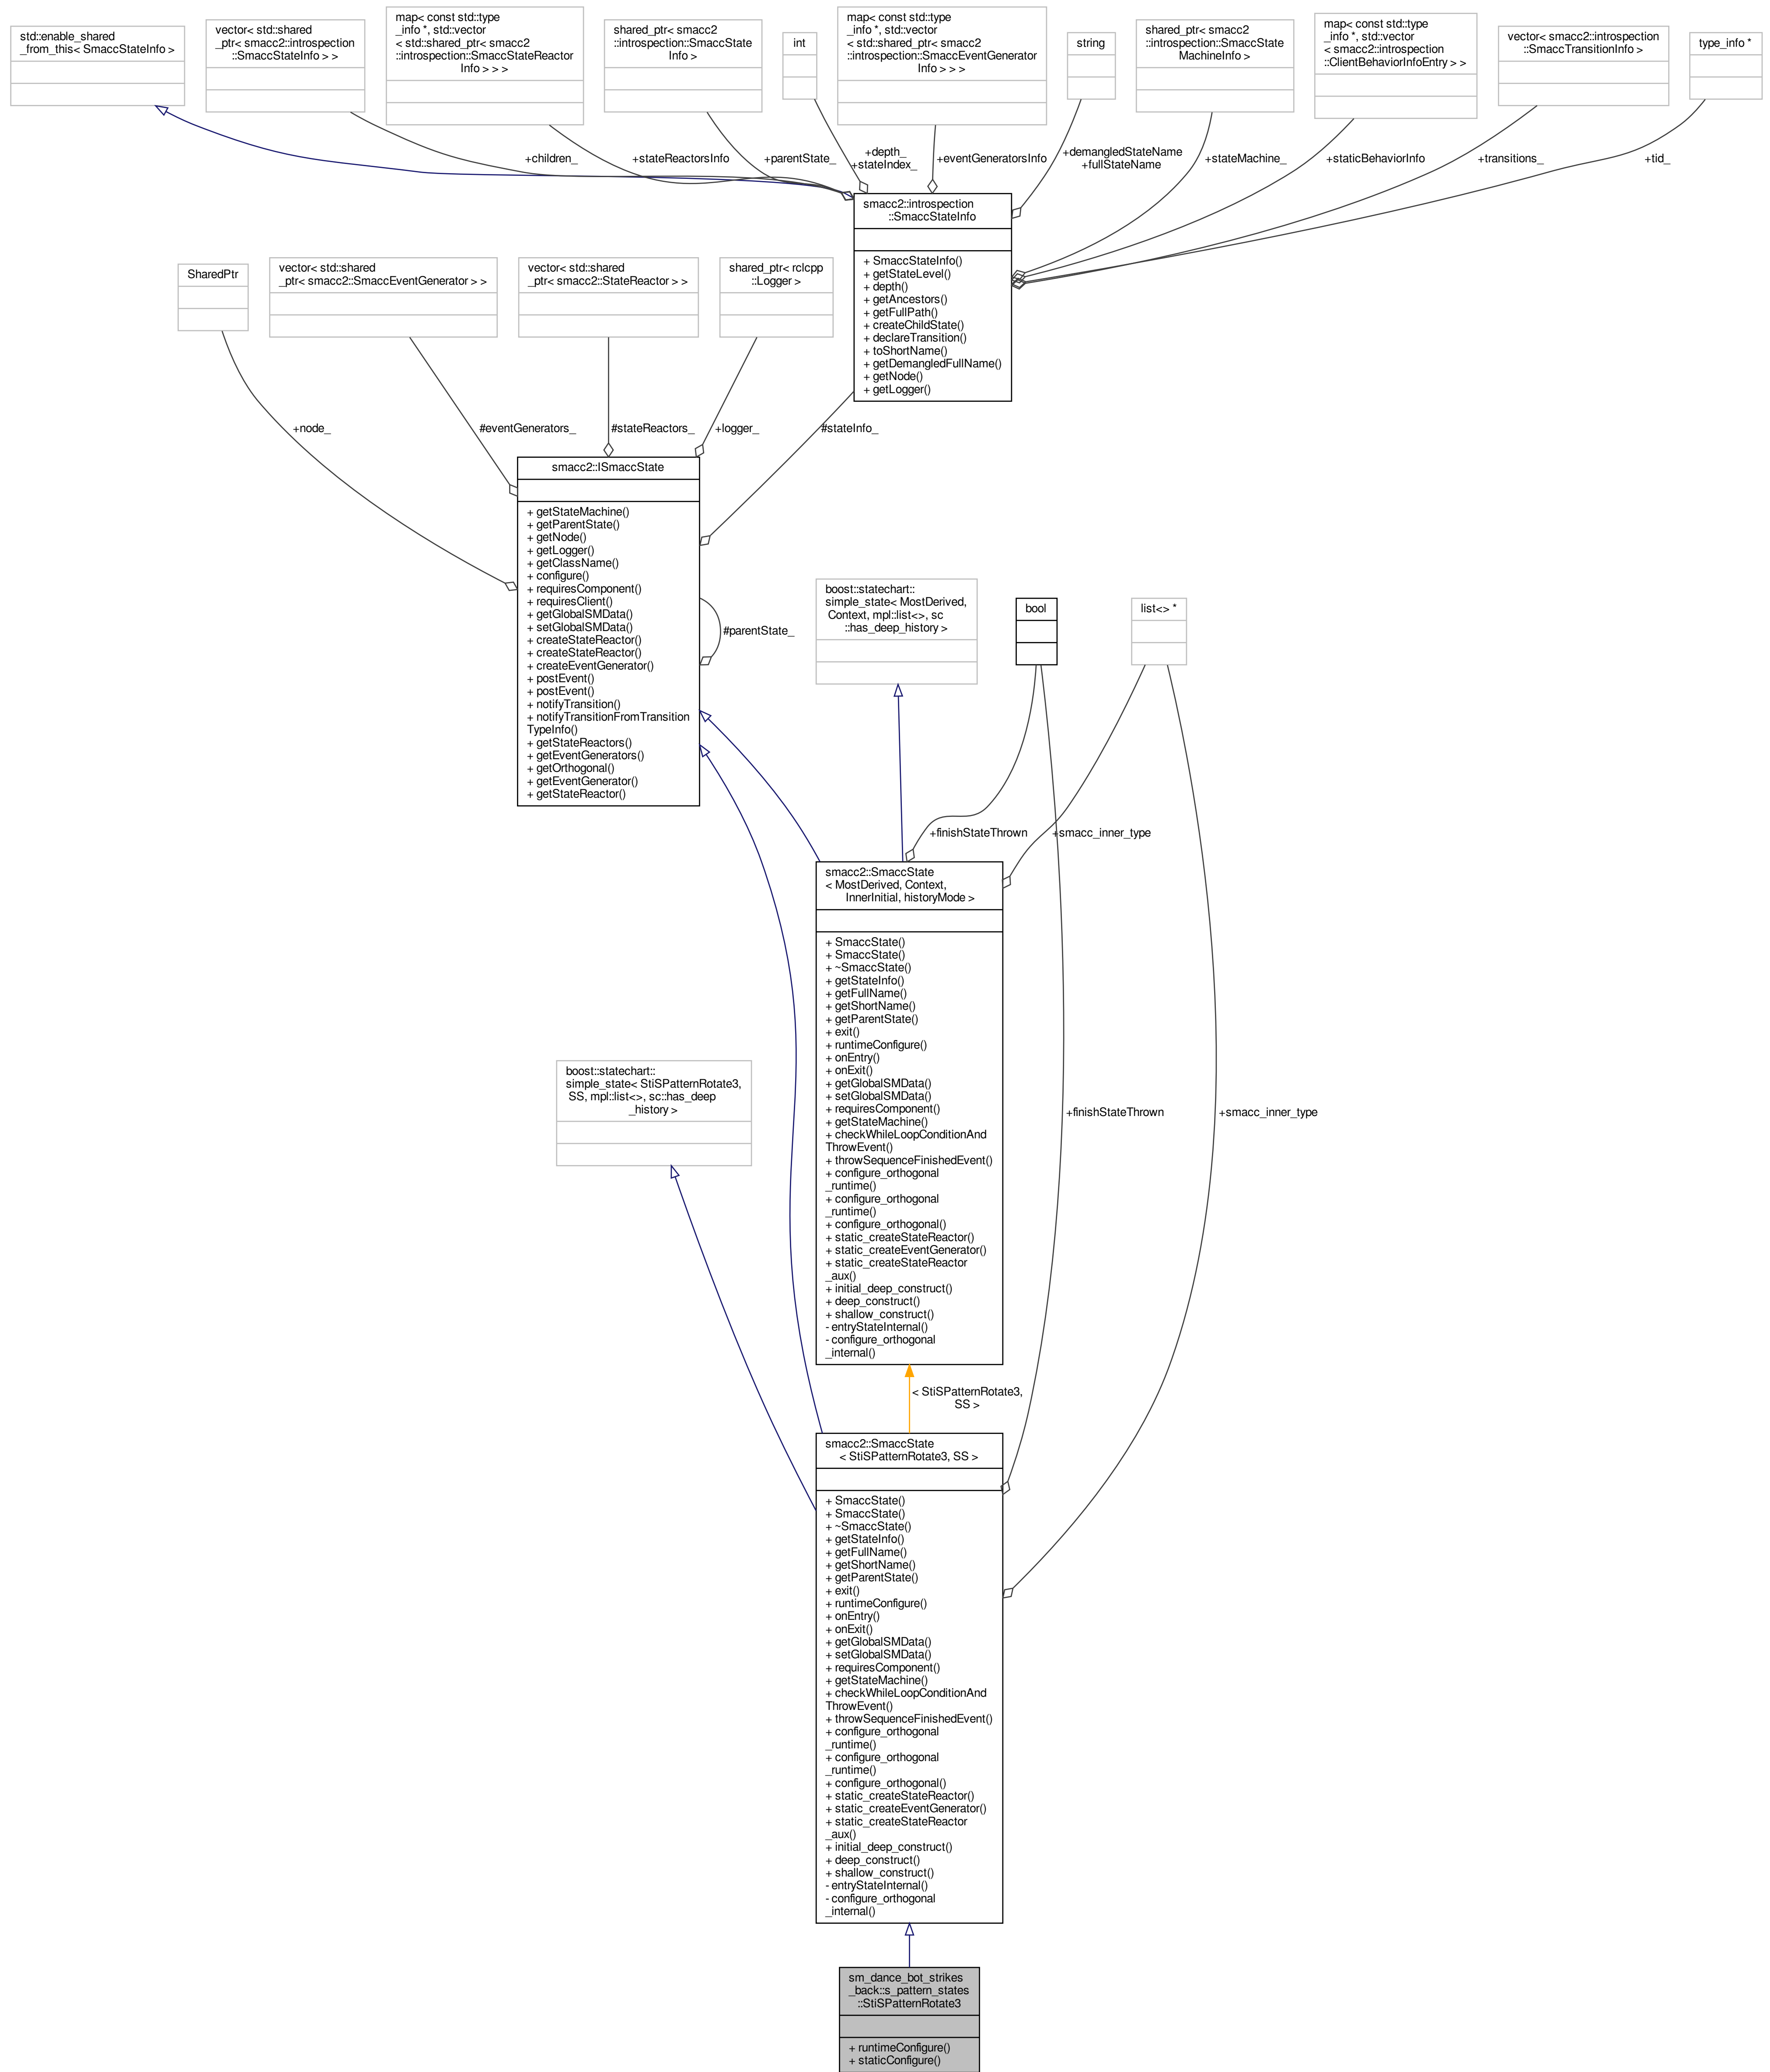 std::enable_shared
_from_this< SmaccStateInfo >
vector< std::shared
_ptr< smacc2::introspection
::SmaccStateInfo > >
map< const std::type
_info *, std::vector
< std::shared_ptr< smacc2
::introspection::SmaccStateReactor
Info > > >
shared_ptr< smacc2
::introspection::SmaccState
Info >
int
map< const std::type
_info *, std::vector
< std::shared_ptr< smacc2
::introspection::SmaccEventGenerator
Info > > >
string
shared_ptr< smacc2
::introspection::SmaccState
MachineInfo >
map< const std::type
_info *, std::vector
< smacc2::introspection
::ClientBehaviorInfoEntry > >
vector< smacc2::introspection
::SmaccTransitionInfo >
type_info *
+children_
+stateReactorsInfo
+parentState_
+depth_
+stateIndex_
+eventGeneratorsInfo
+demangledStateName
+fullStateName
+stateMachine_
+staticBehaviorInfo
+transitions_
+tid_
smacc2::introspection
::SmaccStateInfo
+ SmaccStateInfo()
+ getStateLevel()
+ depth()
+ getAncestors()
+ getFullPath()
+ createChildState()
+ declareTransition()
+ toShortName()
+ getDemangledFullName()
+ getNode()
+ getLogger()
SharedPtr
vector< std::shared
_ptr< smacc2::SmaccEventGenerator > >
vector< std::shared
_ptr< smacc2::StateReactor > >
shared_ptr< rclcpp
::Logger >
+node_
#eventGenerators_
#stateReactors_
+logger_
#stateInfo_
smacc2::ISmaccState
+ getStateMachine()
+ getParentState()
+ getNode()
+ getLogger()
+ getClassName()
+ configure()
+ requiresComponent()
+ requiresClient()
+ getGlobalSMData()
+ setGlobalSMData()
+ createStateReactor()
+ createStateReactor()
+ createEventGenerator()
+ postEvent()
+ postEvent()
+ notifyTransition()
+ notifyTransitionFromTransition
TypeInfo()
+ getStateReactors()
+ getEventGenerators()
+ getOrthogonal()
+ getEventGenerator()
+ getStateReactor()
#parentState_
boost::statechart::
simple_state< MostDerived,
Context, mpl::list<>, sc
::has_deep_history >
bool
list<> *
+finishStateThrown
+smacc_inner_type
smacc2::SmaccState
< MostDerived, Context,
InnerInitial, historyMode >
+ SmaccState()
+ SmaccState()
+ ~SmaccState()
+ getStateInfo()
+ getFullName()
+ getShortName()
+ getParentState()
+ exit()
+ runtimeConfigure()
+ onEntry()
+ onExit()
+ getGlobalSMData()
+ setGlobalSMData()
+ requiresComponent()
+ getStateMachine()
+ checkWhileLoopConditionAnd
ThrowEvent()
+ throwSequenceFinishedEvent()
+ configure_orthogonal
_runtime()
+ configure_orthogonal
_runtime()
+ configure_orthogonal()
+ static_createStateReactor()
+ static_createEventGenerator()
+ static_createStateReactor
_aux()
+ initial_deep_construct()
+ deep_construct()
+ shallow_construct()
- entryStateInternal()
- configure_orthogonal
_internal()
boost::statechart::
simple_state< StiSPatternRotate3,
SS, mpl::list<>, sc::has_deep
_history >
+finishStateThrown
+smacc_inner_type
< StiSPatternRotate3,
SS >
smacc2::SmaccState
< StiSPatternRotate3, SS >
+ SmaccState()
+ SmaccState()
+ ~SmaccState()
+ getStateInfo()
+ getFullName()
+ getShortName()
+ getParentState()
+ exit()
+ runtimeConfigure()
+ onEntry()
+ onExit()
+ getGlobalSMData()
+ setGlobalSMData()
+ requiresComponent()
+ getStateMachine()
+ checkWhileLoopConditionAnd
ThrowEvent()
+ throwSequenceFinishedEvent()
+ configure_orthogonal
_runtime()
+ configure_orthogonal
_runtime()
+ configure_orthogonal()
+ static_createStateReactor()
+ static_createEventGenerator()
+ static_createStateReactor
_aux()
+ initial_deep_construct()
+ deep_construct()
+ shallow_construct()
- entryStateInternal()
- configure_orthogonal
_internal()
sm_dance_bot_strikes
_back::s_pattern_states
::StiSPatternRotate3
+ runtimeConfigure()
+ staticConfigure()